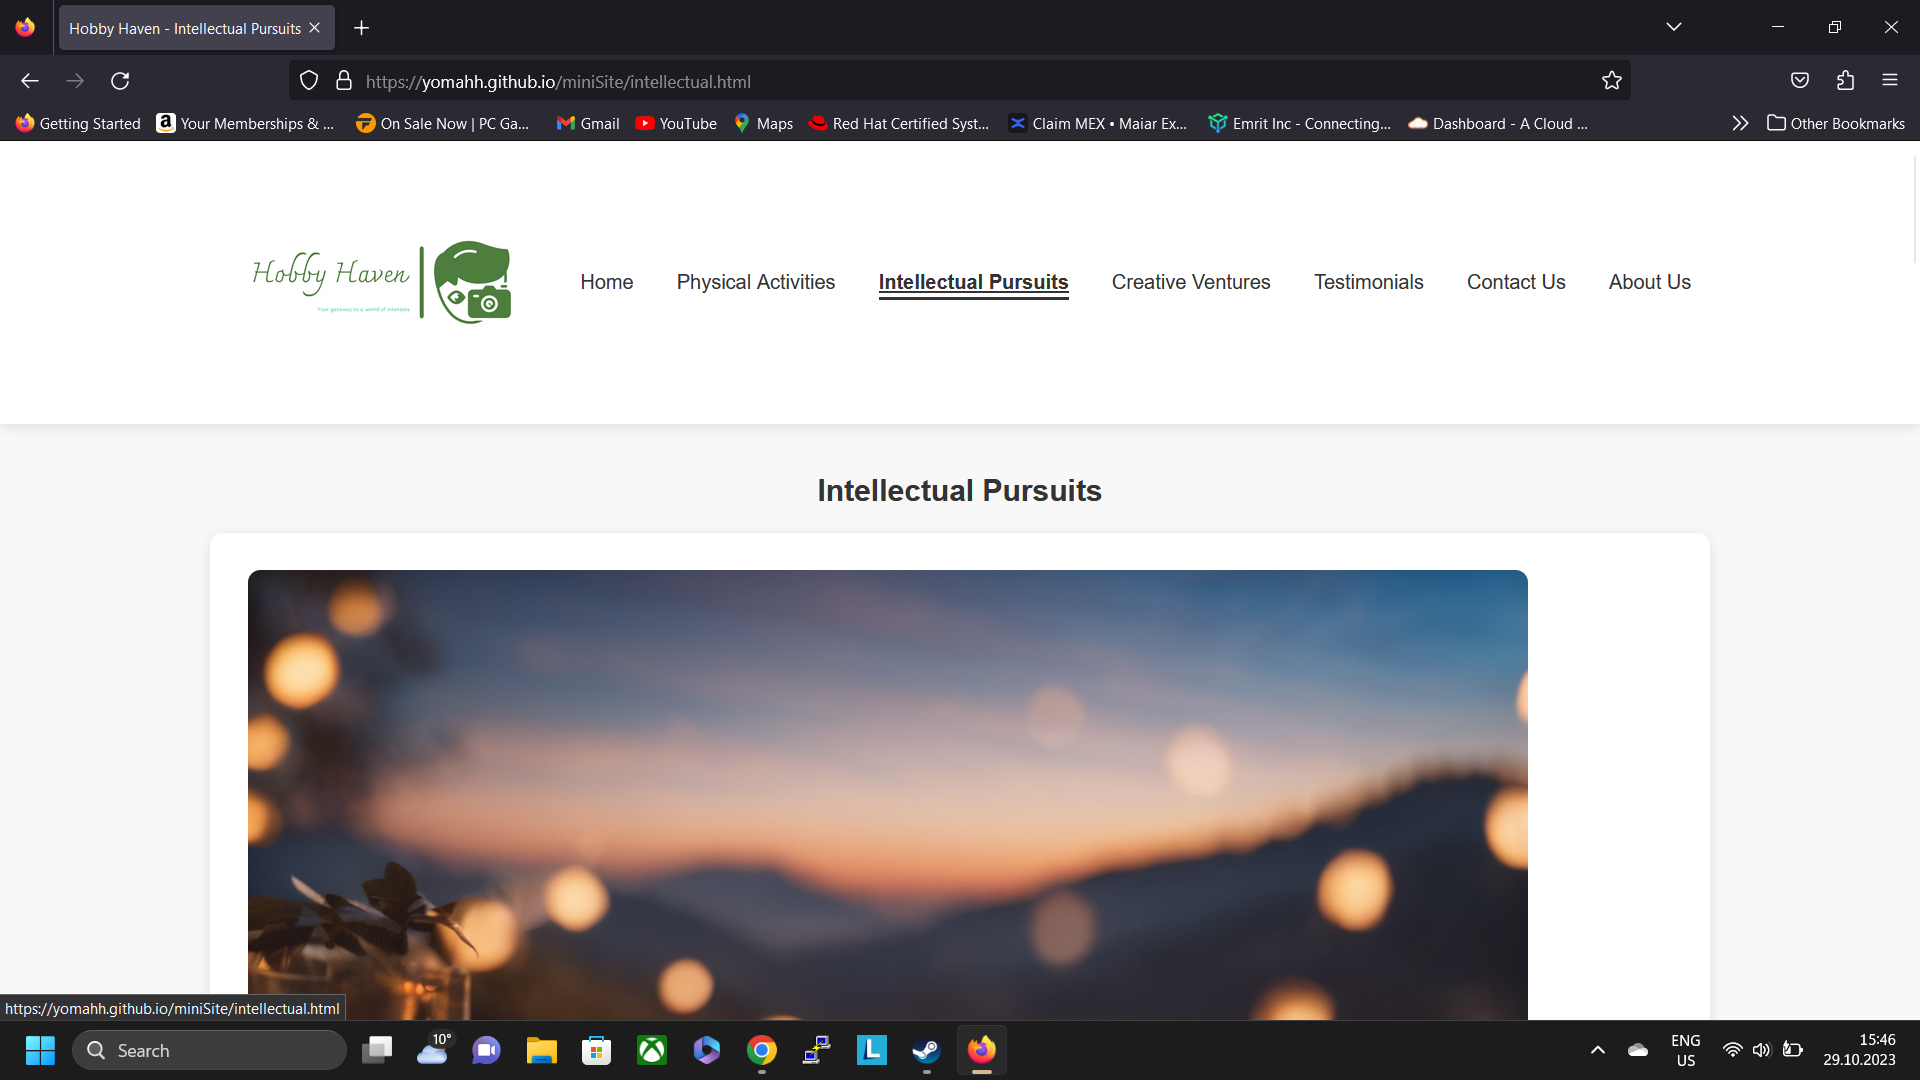 Hobby Haven - Intellectual Pursuits
https://yomahh.github.io/miniSite/intellectual.html
Getting Started
Your Memberships & ...
On Sale Now | PC Ga...
Gmail
YouTube
Maps
Red Hat Certified Syst...
Claim MEX • Maiar Ex...
Emrit Inc - Connecting...
Dashboard - A Cloud ...
Other Bookmarks
Hobby Haven
Your gateway to a world of interests
Home
Physical Activities
Intellectual Pursuits
Creative Ventures
Testimonials
Contact Us
About Us
Intellectual Pursuits
https://yomahh.github.io/miniSite/intellectual.html
Search
10°
ENG
US
15:46
29.10.2023